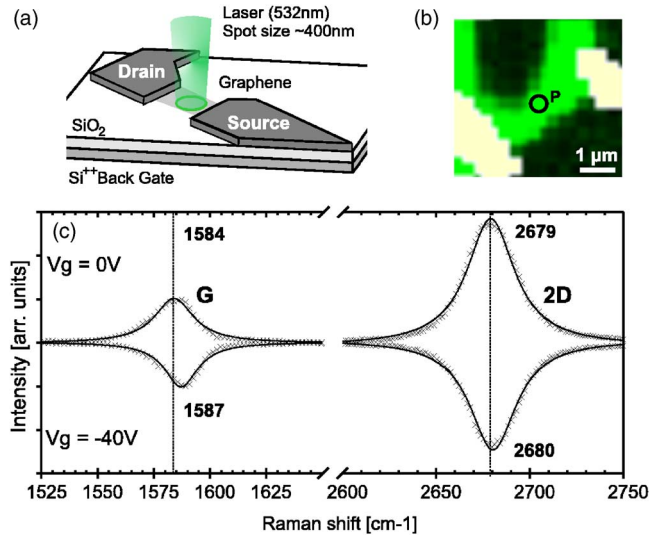 (a)
Laser (532nm)
Spot size ~400nm
Drain
Graphene
Source
SiO2
Si++Back Gate
(b)
P
1 µm
(c)
1584
2679
Vg = 0V
G
2D
1587
Vg = -40V
2680
Intensity [arr. units]
1525 1550 1575 1600 1625 2600 2650 2700 2750
Raman shift [cm-1]